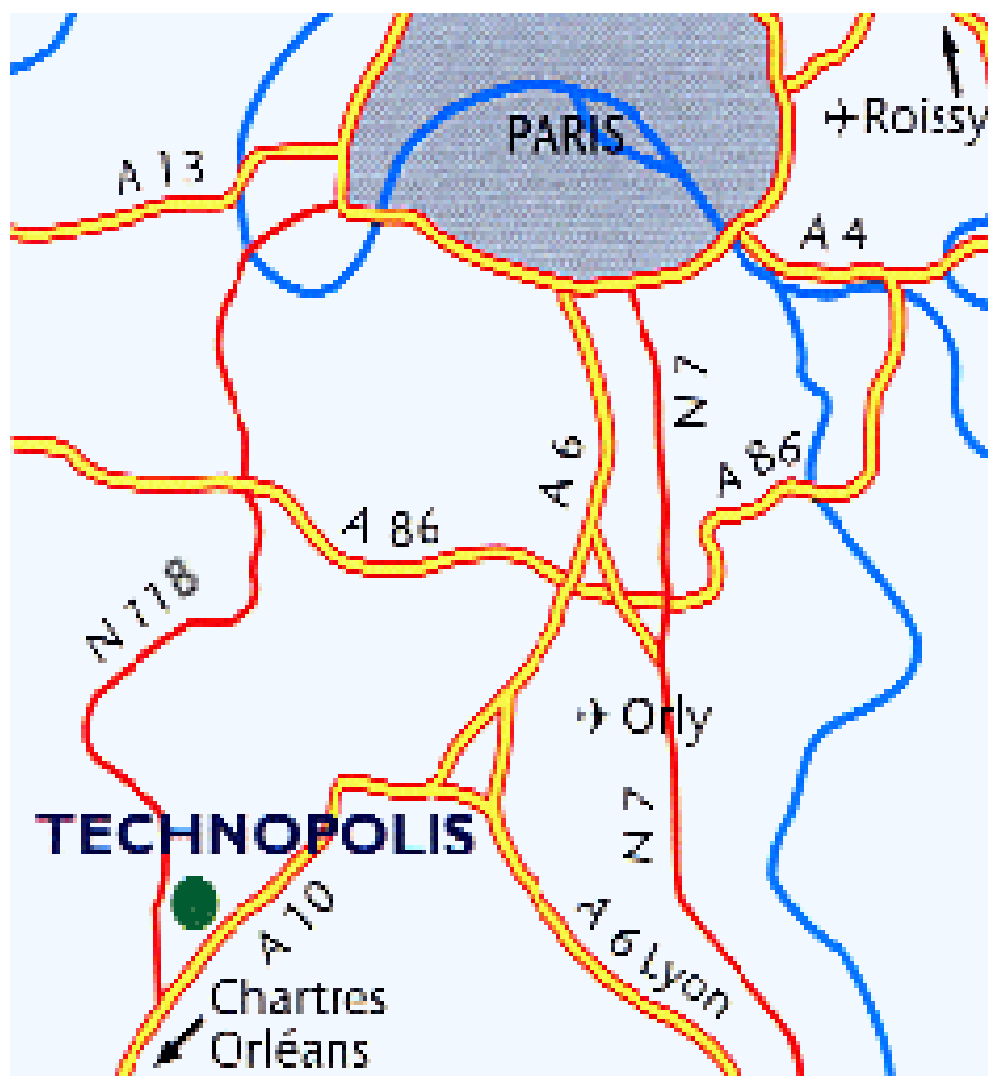 PARIS
Roissy
A 13
A 4
N 7
A 6
A 86
A 86
N 118
Orly
N 7
TECHNOPOLIS
A 10
A 6 Lyon
Chartres
Orléans